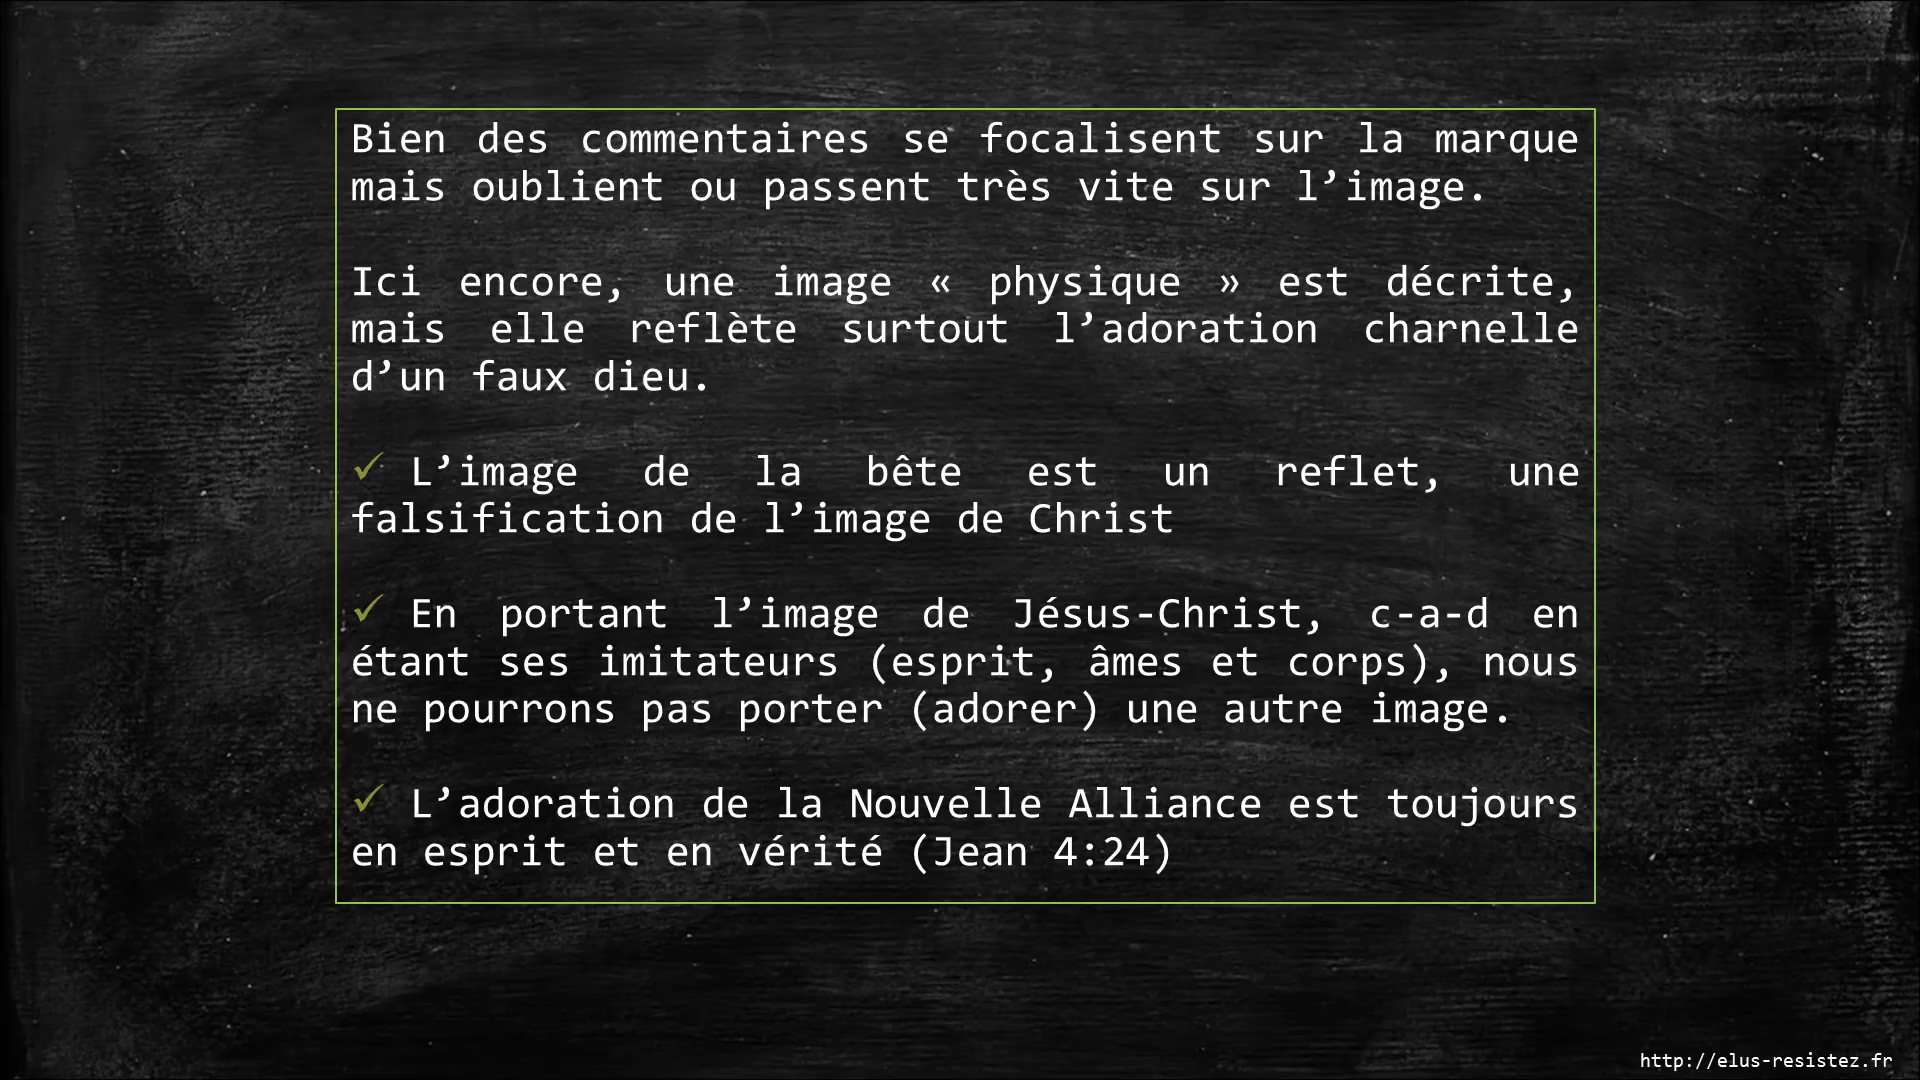 Bien des commentaires se focalisent sur la marque
mais oublient ou passent très vite sur l’image.
Ici encore, une image « physique » est décrite,
mais elle reflète surtout l’adoration charnelle
d’un faux dieu.
✓ L’image de la bête est un reflet, une
falsification de l’image de Christ
✓ En portant l’image de Jésus-Christ, c-a-d en
étant ses imitateurs (esprit, âmes et corps), nous
ne pourrons pas porter (adorer) une autre image.
✓ L’adoration de la Nouvelle Alliance est toujours
en esprit et en vérité (Jean 4:24)
http://elus-resistez.fr